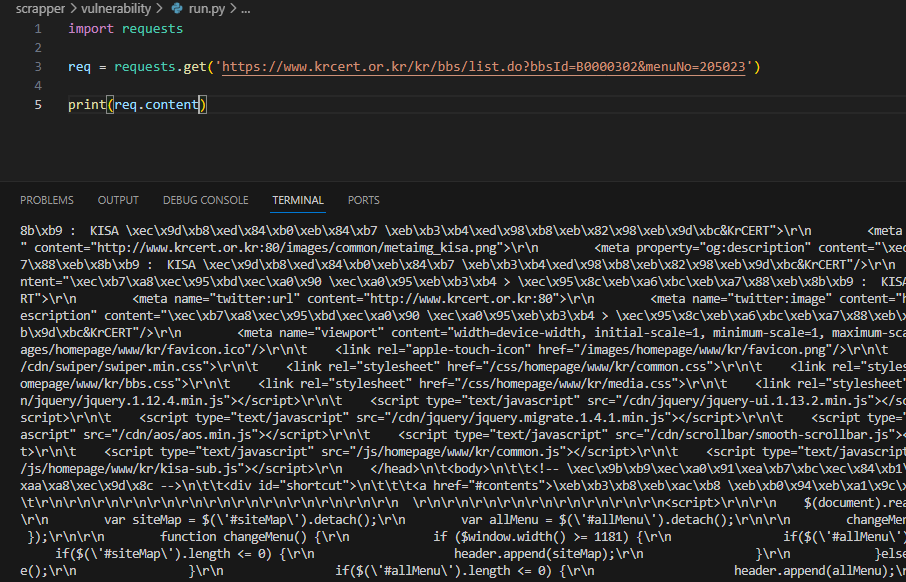 scrapper > vulnerability > run.py > ...
1 import requests
2
3 req = requests.get('https://www.krcert.or.kr/kr/bbs/list.do?bbsId=B0000302&menuNo=205023')
4
5 print(req.content)
PROBLEMS OUTPUT DEBUG CONSOLE TERMINAL PORTS
8b\xb9 :  KISA \xec\x9d\xb8\xed\x84\xb0\xeb\x84\xb7 \xeb\xb3\xb4\xed\x98\xb8\xeb\x82\x98\xeb\x9d\xbc&KrCERT">\r\n        <meta
" content="http://www.krcert.or.kr:80/images/common/metaimg_kisa.png">\r\n        <meta property="og:description" content="\xec
7\x88\xeb\x8b\xb9 :  KISA \xec\x9d\xb8\xed\x84\xb0\xeb\x84\xb7 \xeb\xb3\xb4\xed\x98\xb8\xeb\x82\x98\xeb\x9d\xbc&KrCERT"/>\r\n
ntent="\xec\xb7\xa8\xec\x95\xbd\xec\xa0\x90 \xec\xa0\x95\xeb\xb3\xb4 > \xec\x95\x8c\xeb\xa6\xbc\xeb\xa7\x88\xeb\x8b\xb9 :  KISA
RT">\r\n        <meta name="twitter:url" content="http://www.krcert.or.kr:80">\r\n        <meta name="twitter:image" content="h
escription" content="\xec\xb7\xa8\xec\x95\xbd\xec\xa0\x90 \xec\xa0\x95\xeb\xb3\xb4 > \xec\x95\x8c\xeb\xa6\xbc\xeb\xa7\x88\xeb\x
b\x9d\xbc&KrCERT"/>\r\n        <meta name="viewport" content="width=device-width, initial-scale=1, minimum-scale=1, maximum-sca
ages/homepage/www/kr/favicon.ico"/>\r\n\t    <link rel="apple-touch-icon" href="/images/homepage/www/kr/favicon.png"/>\r\n\t
/cdn/swiper/swiper.min.css">\r\n\t    <link rel="stylesheet" href="/css/homepage/www/kr/common.css">\r\n\t    <link rel="styles
omepage/www/kr/bbs.css">\r\n\t    <link rel="stylesheet" href="/css/homepage/www/kr/media.css">\r\n\t    <link rel="stylesheet"
n/jquery/jquery.1.12.4.min.js"></script>\r\n\t    <script type="text/javascript" src="/cdn/jquery/jquery-ui.1.13.2.min.js"></sc
script>\r\n\t    <script type="text/javascript" src="/cdn/jquery/jquery.migrate.1.4.1.min.js"></script>\r\n\t    <script type="
ascript" src="/cdn/aos/aos.min.js"></script>\r\n\t    <script type="text/javascript" src="/cdn/scrollbar/smooth-scrollbar.js"><
t>\r\n\t    <script type="text/javascript" src="/js/homepage/www/kr/common.js"></script>\r\n\t    <script type="text/javascript
/js/homepage/www/kr/kisa-sub.js"></script>\r\n    </head>\n\t<body>\n\t\t<!-- \xec\x9b\xb9\xec\xa0\x91\xea\xb7\xbc\xec\x84\xb1\
xaa\xa8\xec\x9d\x8c -->\n\t\t<div id="shortcut">\n\t\t\t<a href="#contents">\xeb\xb3\xb8\xeb\xac\xb8 \xeb\xb0\x94\xeb\xa1\x9c\x
\t\r\n\r\n\r\n\r\n\r\n\r\n\r\n\r\n\r\n  \r\n\r\n\r\n\r\n\r\n\r\n\r\n\r\n<script>\r\n\r\n    $(document).rea
\r\n        var siteMap = $(\'#siteMap\').detach();\r\n        var allMenu = $(\'#allMenu\').detach();\r\n\r\n        changeMen
});\r\n\r\n        function changeMenu() {\r\n            if ($window.width() >= 1181) {\r\n                if($(\'#allMenu\'
if($(\'#siteMap\').length <= 0) {\r\n                    header.append(siteMap);\r\n                }\r\n            }else
e();\r\n                }\r\n                if($(\'#allMenu\').length <= 0) {\r\n                    header.append(allMenu);\r